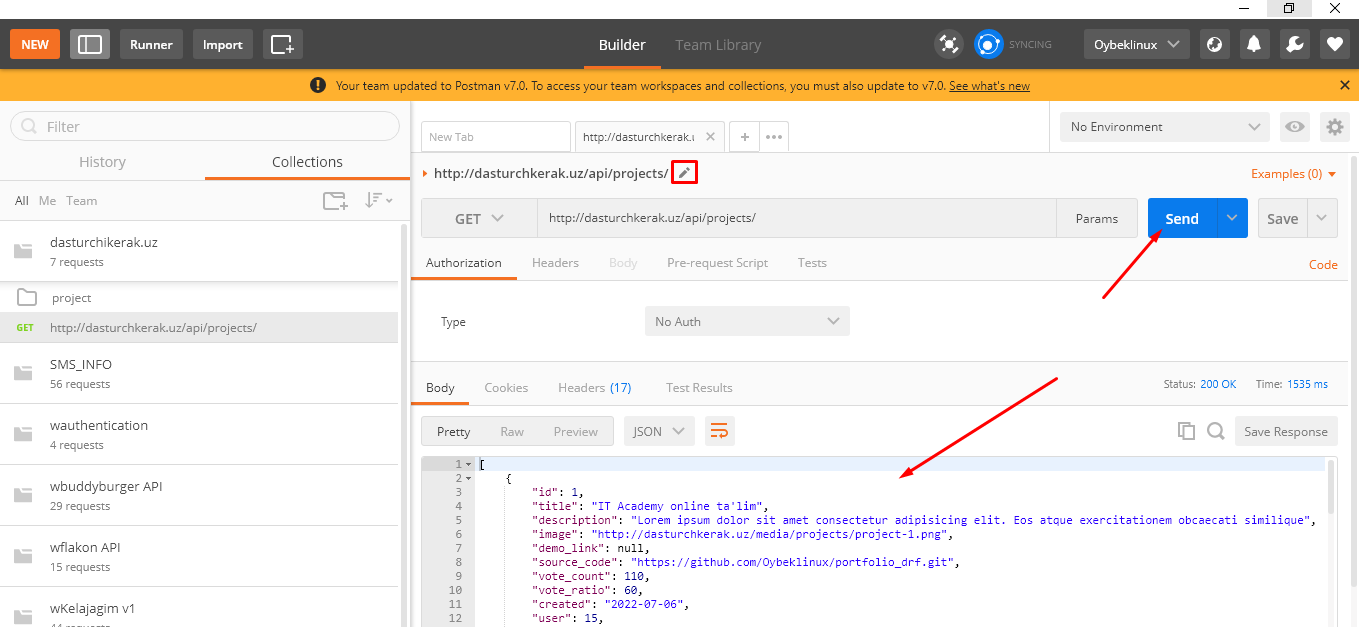 NEW
Runner
Import
Builder
Team Library
SYNCING
Oybeklinux
Your team updated to Postman v7.0. To access your team workspaces and collections, you must also update to v7.0. See what's new
Filter
History
Collections
All Me Team
dasturchikerak.uz
7 requests
project
GET http://dasturchkerak.uz/api/projects/
SMS_INFO
56 requests
wauthentication
4 requests
wbuddyburger API
29 requests
wflakon API
15 requests
wKelajagim v1
44 requests
New Tab
http://dasturchkerak.u
No Environment
http://dasturchkerak.uz/api/projects/
Examples (0)
GET
http://dasturchkerak.uz/api/projects/
Params
Send
Save
Authorization Headers Body Pre-request Script Tests
Code
Type
No Auth
Body Cookies Headers (17) Test Results
Status: 200 OK Time: 1535 ms
Pretty Raw Preview
JSON
Save Response
1 [
2 {
3 "id": 1,
4 "title": "IT Academy online ta'lim",
5 "description": "Lorem ipsum dolor sit amet consectetur adipisicing elit. Eos atque exercitationem obcaecati similique",
6 "image": "http://dasturchkerak.uz/media/projects/project-1.png",
7 "demo_link": null,
8 "source_code": "https://github.com/Oybeklinux/portfolio_drf.git",
9 "vote_count": 110,
10 "vote_ratio": 60,
11 "created": "2022-07-06",
12 "user": 15,